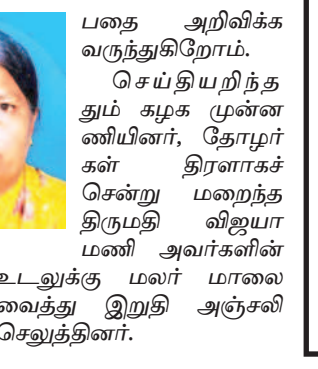 பதை அறிவிக்க
வருந்துகிறோம்.
செய்தியறிந்த
தும் கழக முன்ன
ணியினர், தோழர்
கள் திரளாகச்
சென்று மறைந்த
திருமதி விஜயா
மணி அவர்களின்
உடலுக்கு மலர் மாலை
வைத்து இறுதி அஞ்சலி
செலுத்தினர்.